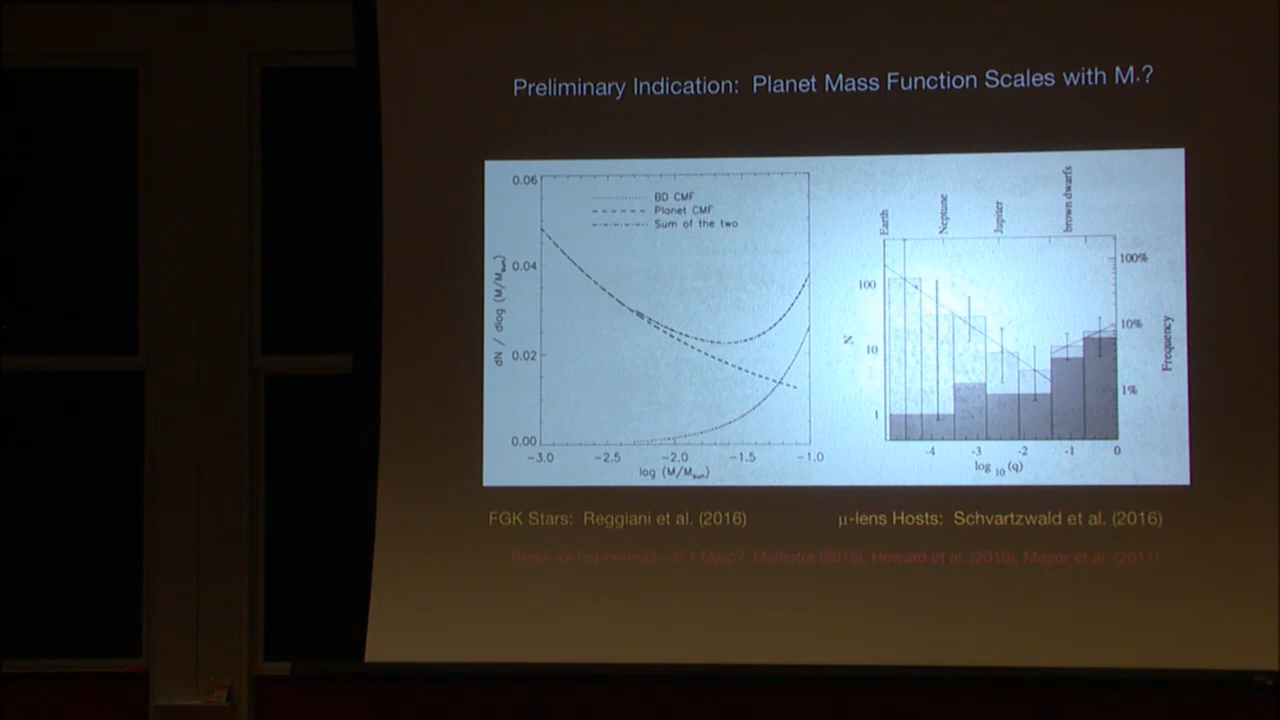 Preliminary Indication: Planet Mass Function Scales with M*?
0.06
0.04
0.02
0.00
dN / dlog (M/Msun)
BD CMF
Planet CMF
Sum of the two
-3.0 -2.5 -2.0 -1.5 -1.0
log (M/Msun)
Earth
Neptune
Jupiter
brown dwarfs
100
10
1
N
100%
10%
1%
Frequency
-4 -3 -2 -1 0
log 10 (q)
FGK Stars: Reggiani et al. (2016)
μ-lens Hosts: Schvartzwald et al. (2016)
Malhotra (2015), Howard et al. (2010), Mayor et al. (2011).